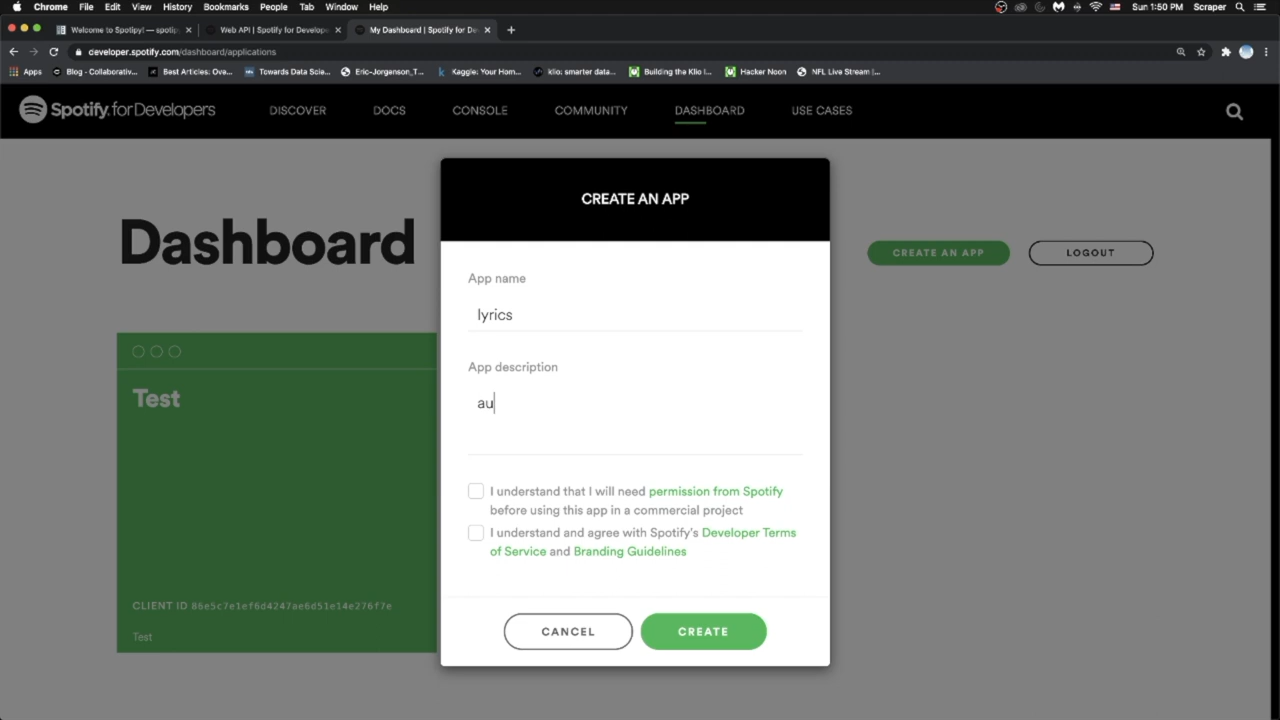 Chrome File Edit View History Bookmarks People Tab Window Help Sun 1:50 PM Scraper
Welcome to Spotipy! — spotip Web API | Spotify for Develope My Dashboard | Spotify for De
developer.spotify.com/dashboard/applications
Apps Blog - Collaborativ... Best Articles: Ove... Towards Data Scie... Eric-Jorgenson_T... Kaggle: Your Hom... klio: smarter data... Building the Klio I... Hacker Noon NFL Live Stream |...
Spotify for Developers DISCOVER DOCS CONSOLE COMMUNITY DASHBOARD USE CASES
CREATE AN APP
Dashboard
CREATE AN APP LOGOUT
App name
lyrics
App description
au
Test
I understand that I will need permission from Spotify
before using this app in a commercial project
I understand and agree with Spotify's Developer Terms
of Service and Branding Guidelines
CLIENT ID 86e5c7e1ef6d4247ae6d51e14e276f7e
Test
CANCEL CREATE